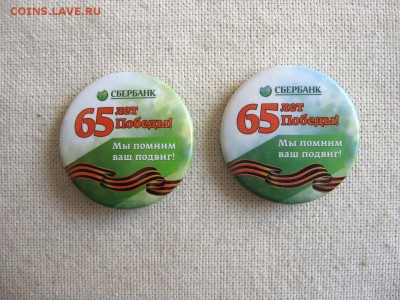 COINS.LAVE.RU
СБЕРБАНК
65 лет
Победы!
Мы помним
ваш подвиг!
СБЕРБАНК
65 лет
Победы!
Мы помним
ваш подвиг!